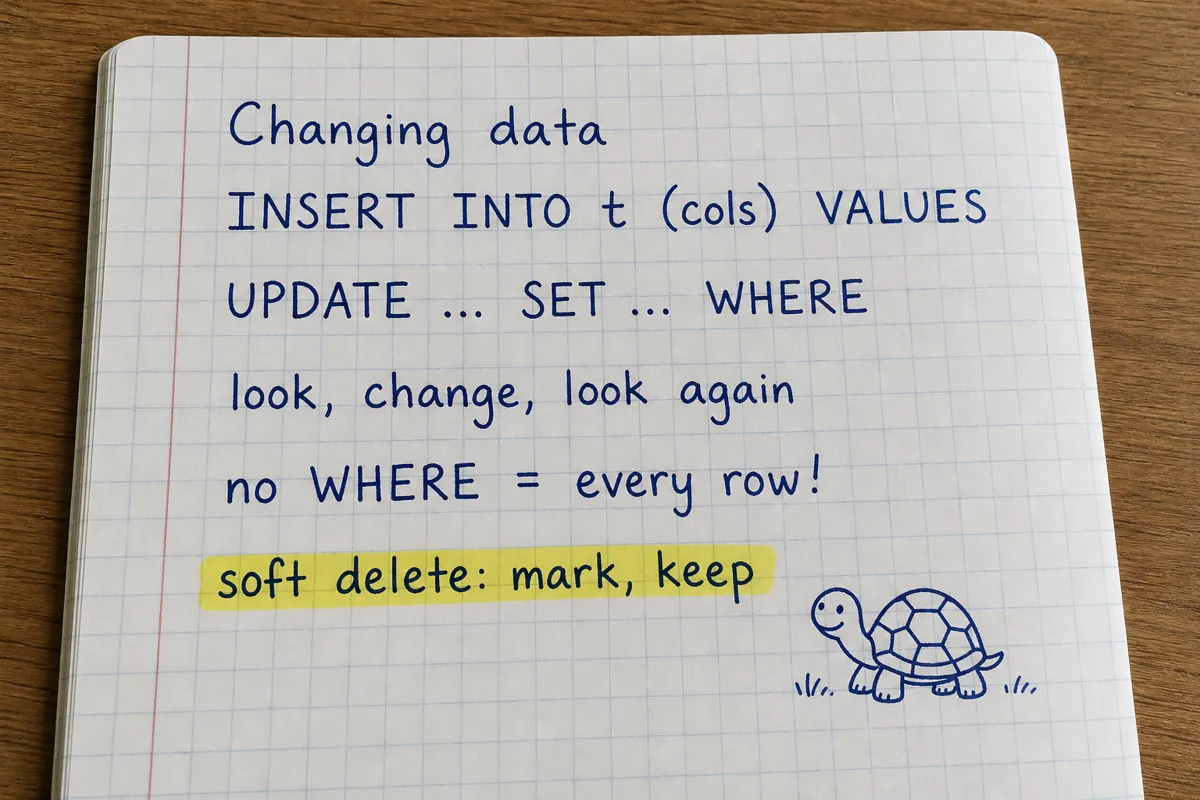 Changing data
INSERT INTO t (cols) VALUES
UPDATE ... SET ... WHERE
look, change, look again
no WHERE = every row!
soft delete: mark, keep